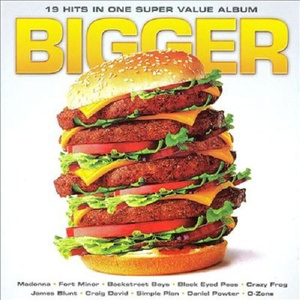 19 HITS IN ONE SUPER VALUE ALBUM
BIGGER
Madonna • Fort Minor • Backstreet Boys • Black Eyed Peas • Crazy Frog
James Blunt • Craig David • Simple Plan • Daniel Powter • O-Zone